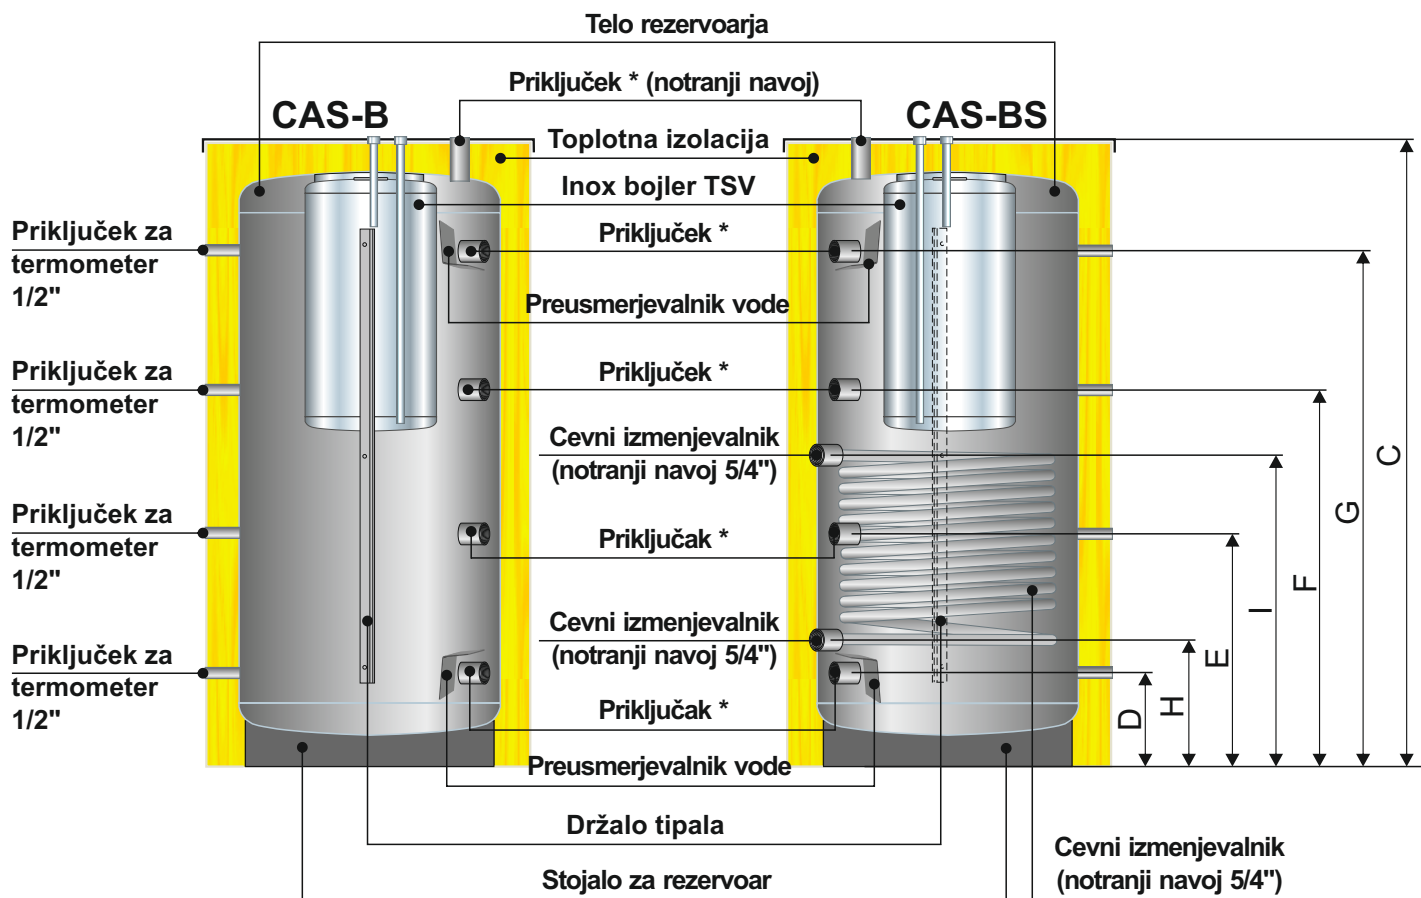 Telo rezervoarja
Priključek * (notranji navoj)
CAS-B
CAS-BS
Toplotna izolacija
Inox bojler TSV
Priključek za
termometer
1/2"
Priključek *
Preusmerjevalnik vode
Priključek za
termometer
1/2"
Priključek *
Cevni izmenjevalnik
(notranji navoj 5/4")
Priključek za
termometer
1/2"
Priključak *
Cevni izmenjevalnik
(notranji navoj 5/4")
Priključek za
termometer
1/2"
Priključak *
Preusmerjevalnik vode
Držalo tipala
Stojalo za rezervoar
Cevni izmenjevalnik
(notranji navoj 5/4")
D
H
E
I
F
G
C